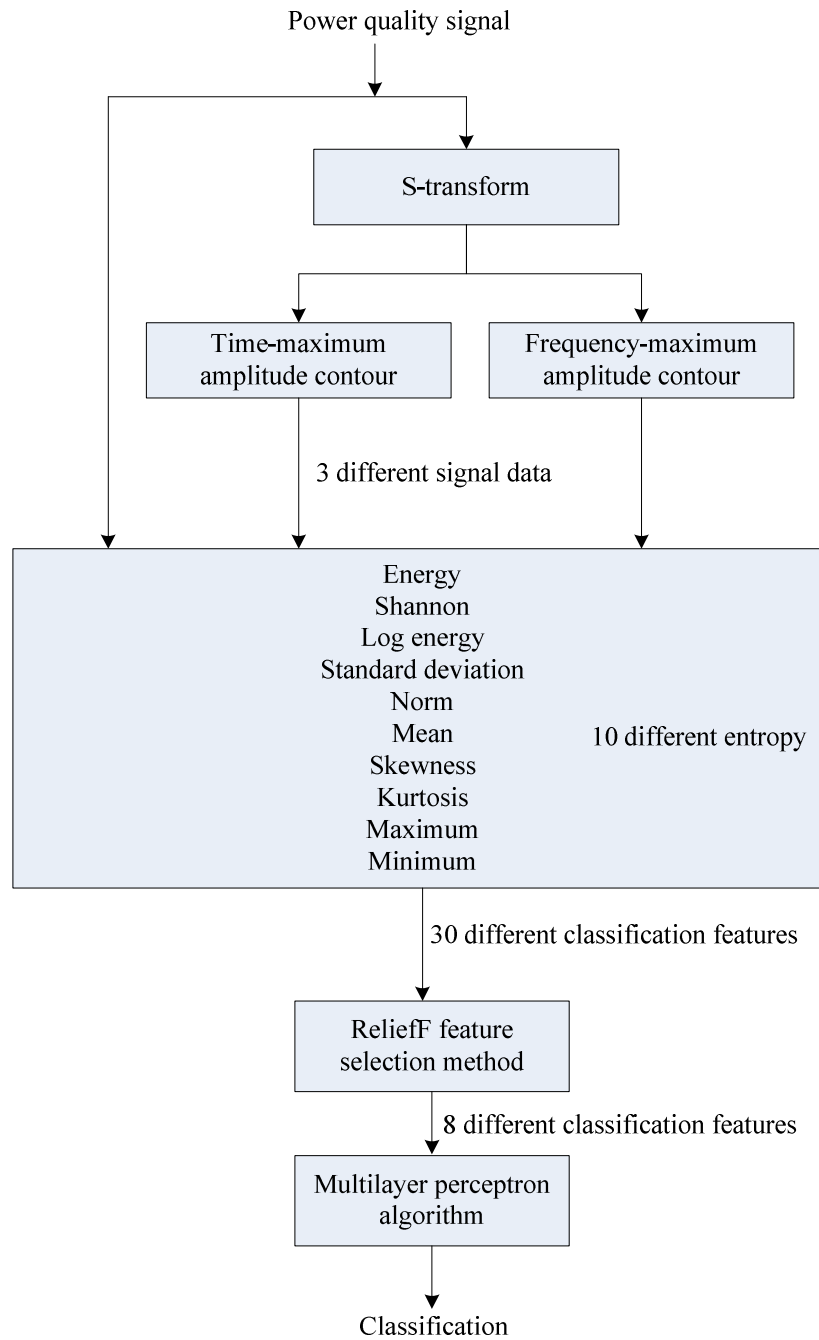 Power quality signal
S-transform
Time-maximum
amplitude contour
Frequency-maximum
amplitude contour
3 different signal data
Energy
Shannon
Log energy
Standard deviation
Norm
Mean
10 different entropy
Skewness
Kurtosis
Maximum
Minimum
30 different classification features
ReliefF feature
selection method
8 different classification features
Multilayer perceptron
algorithm
Classification